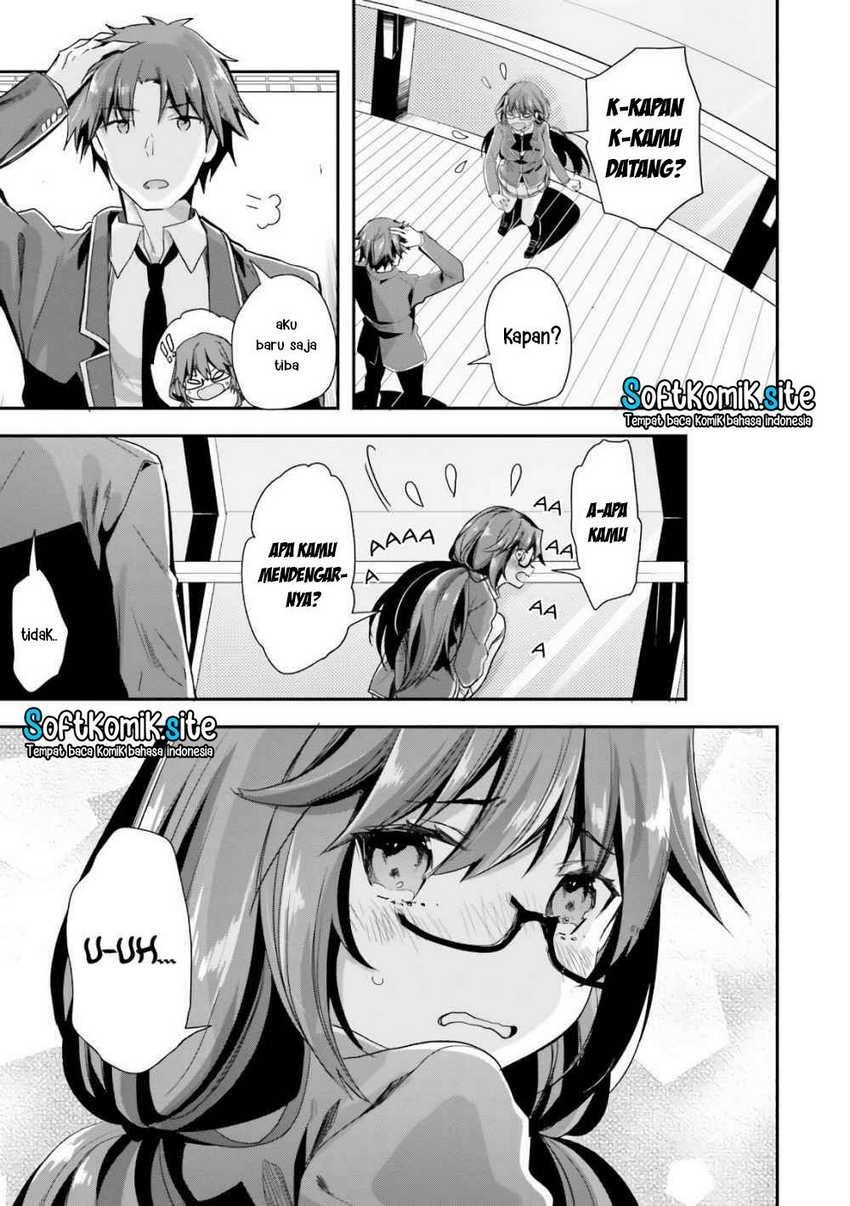 K-KAPAN
K-KAMU
DATANG?
Kapan?
aku
baru saja
tiba
!!
SoftKomik.site
Tempat baca Komik bahasa indonesia
A-APA
KAMU
AA
AAAA
AA
AA
A
APA KAMU
MENDENGAR-
NYA?
tidak..
SoftKomik.site
Tempat baca Komik bahasa indonesia
U-UH...